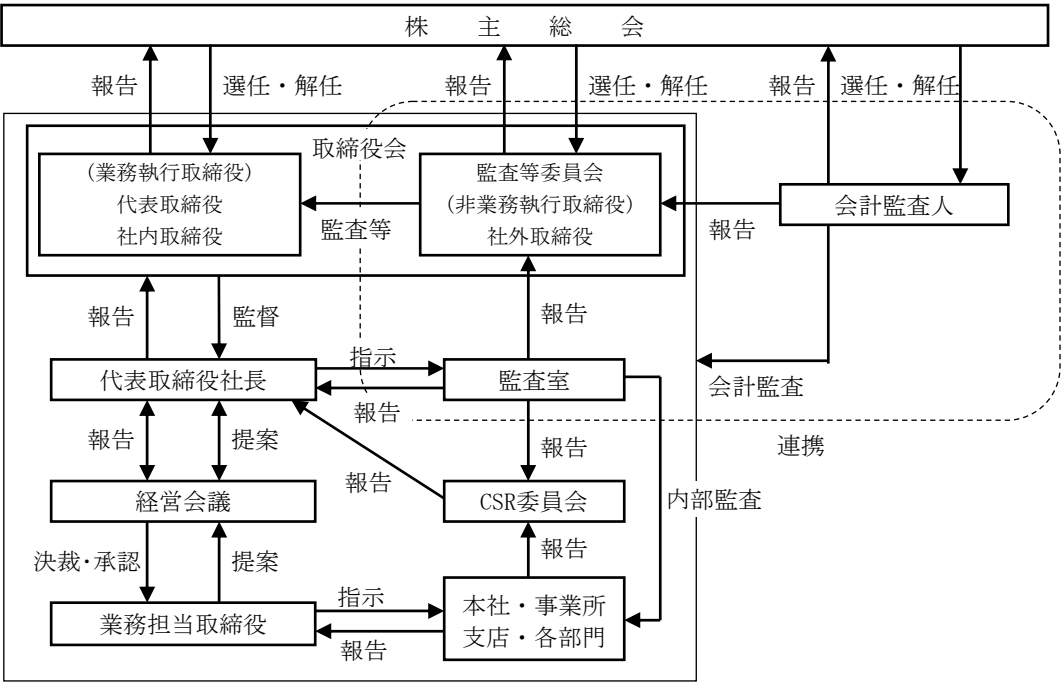 株主総会
報告
選任・解任
報告
選任・解任
報告
選任・解任
取締役会
(業務執行取締役)
代表取締役
社内取締役
監査等
監査等委員会
(非業務執行取締役)
社外取締役
報告
会計監査人
報告
監督
報告
代表取締役社長
指示
報告
監査室
会計監査
連携
報告
提案
報告
報告
内部監査
経営会議
CSR委員会
決裁・承認
提案
報告
業務担当取締役
指示
報告
本社・事業所
支店・各部門